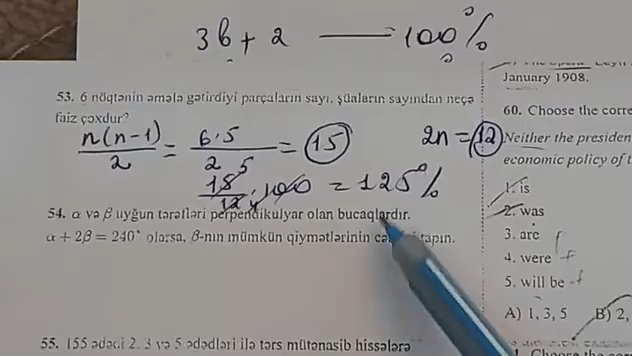 3b + 2 — 100%
January 1908.
53. 6 nöqtənin əmələ gətirdiyi parçaların sayı, şüaların sayından neçə
faiz çoxdur?
n(n-1)/2 = 6·5/2 = 15
2n = 12
15/12 · 100 = 125%
54. α və β uyğun tərəfləri perpendikulyar olan bucaqlardır.
α + 2β = 240° olarsa, β-nın mümkün qiymətlərinin tapın.
55. 155 ədədi 2, 3 və 5 ədədləri ilə tərs mütənasib hissələrə
60. Choose the corre
Neither the presiden
economic policy of t
1. is
2. was
3. are f
4. were f
5. will be f
A) 1, 3, 5 B) 2,
Choose the